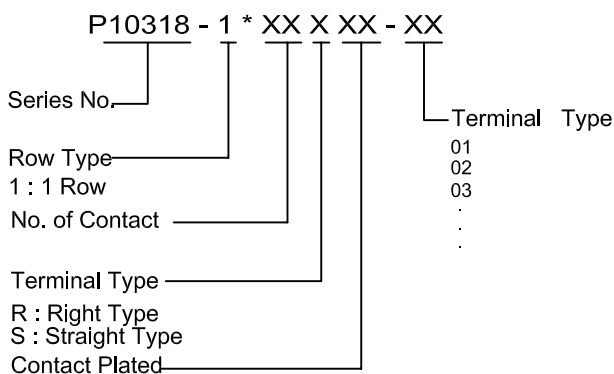 P10318 - 1 * XX X XX - XX
Series No.
Terminal Type
01
02
03
.
.
.
Row Type
1 : 1 Row
No. of Contact
Terminal Type
R : Right Type
S : Straight Type
Contact Plated